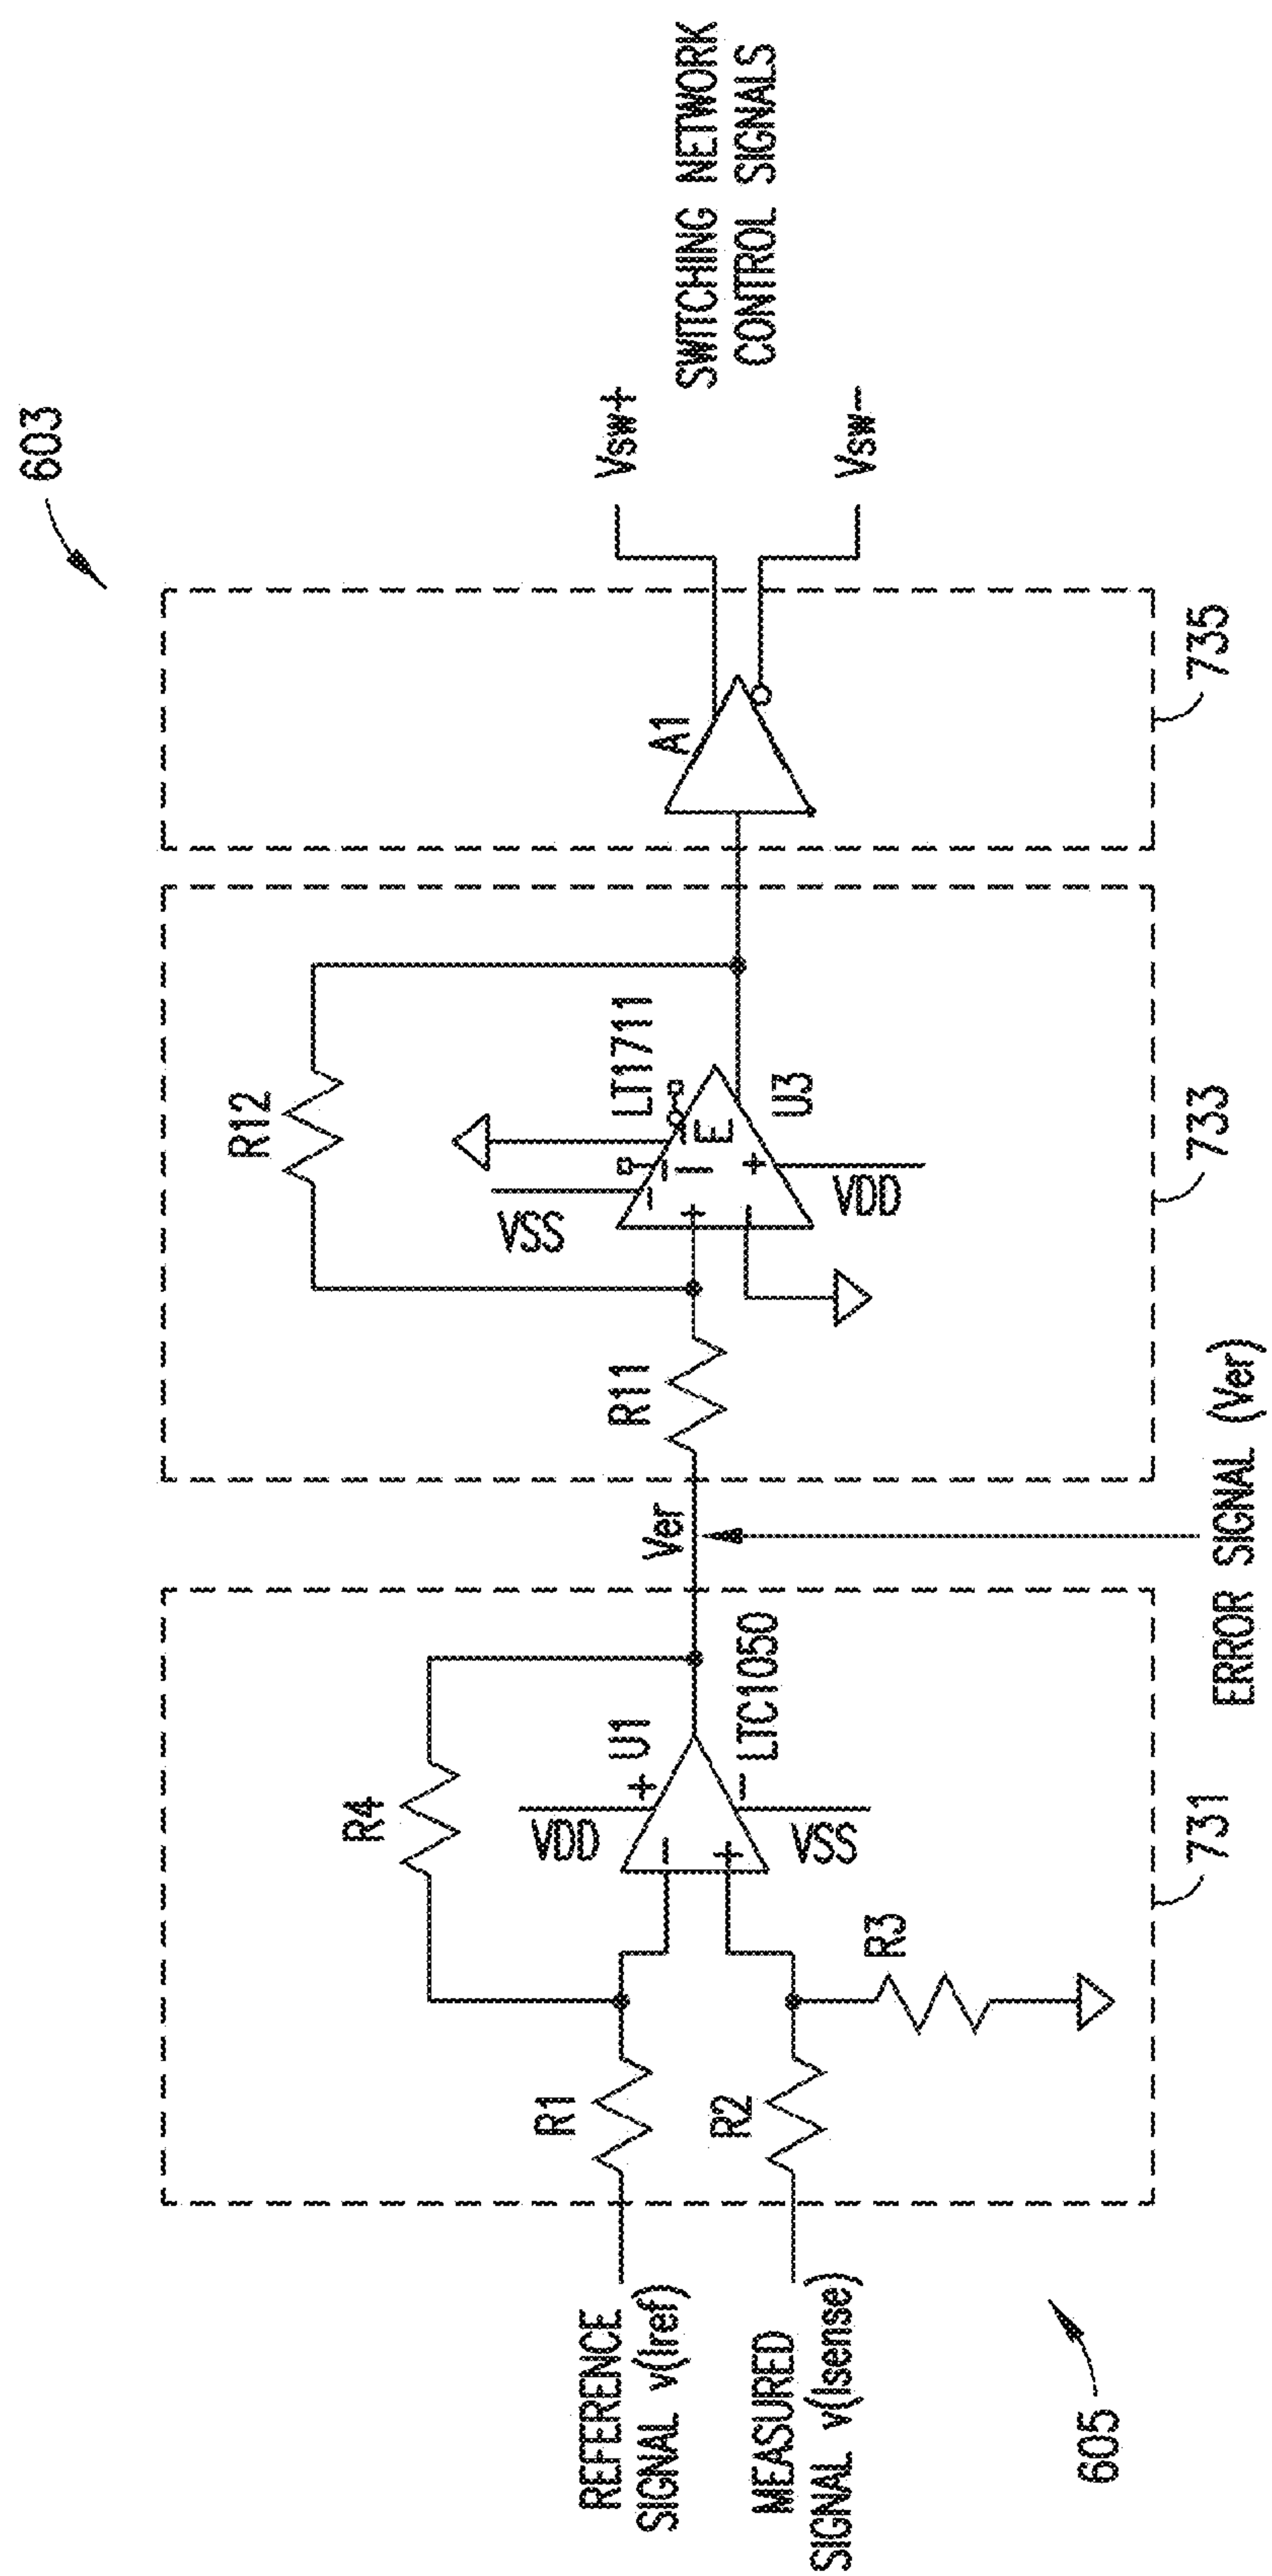 603
R12
R4
VSS
LT1711
E
U3
VDD
A1
Vsw+
Vsw-
SWITCHING NETWORK
CONTROL SIGNALS
R1
VDD
U1
Ver
R11
REFERENCE
SIGNAL v(Iref)
R2
VSS
LTC1050
MEASURED
SIGNAL v(Isense)
R3
605
731
ERROR SIGNAL (Ver)
733
735